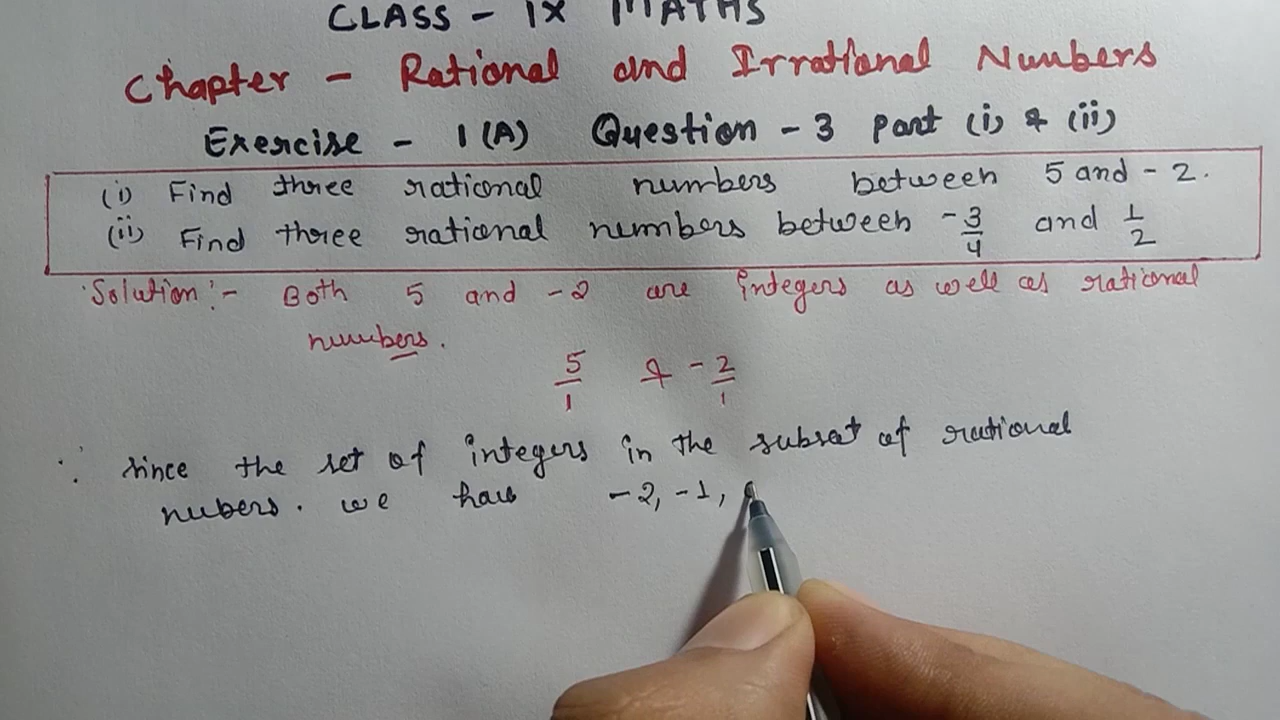 CLASS - IX MATHS
Chapter - Rational and Irrational Numbers
Exercise - 1(A) Question - 3 part (i) & (ii)
(i) Find three rational numbers between 5 and - 2.
(ii) Find three rational numbers between -3/4 and 1/2
Solution:- Both 5 and -2 are integers as well as rational
numbers.
5/1 & -2/1
∴ since the set of integers in the subset of rational
nubers. we have -2, -1,